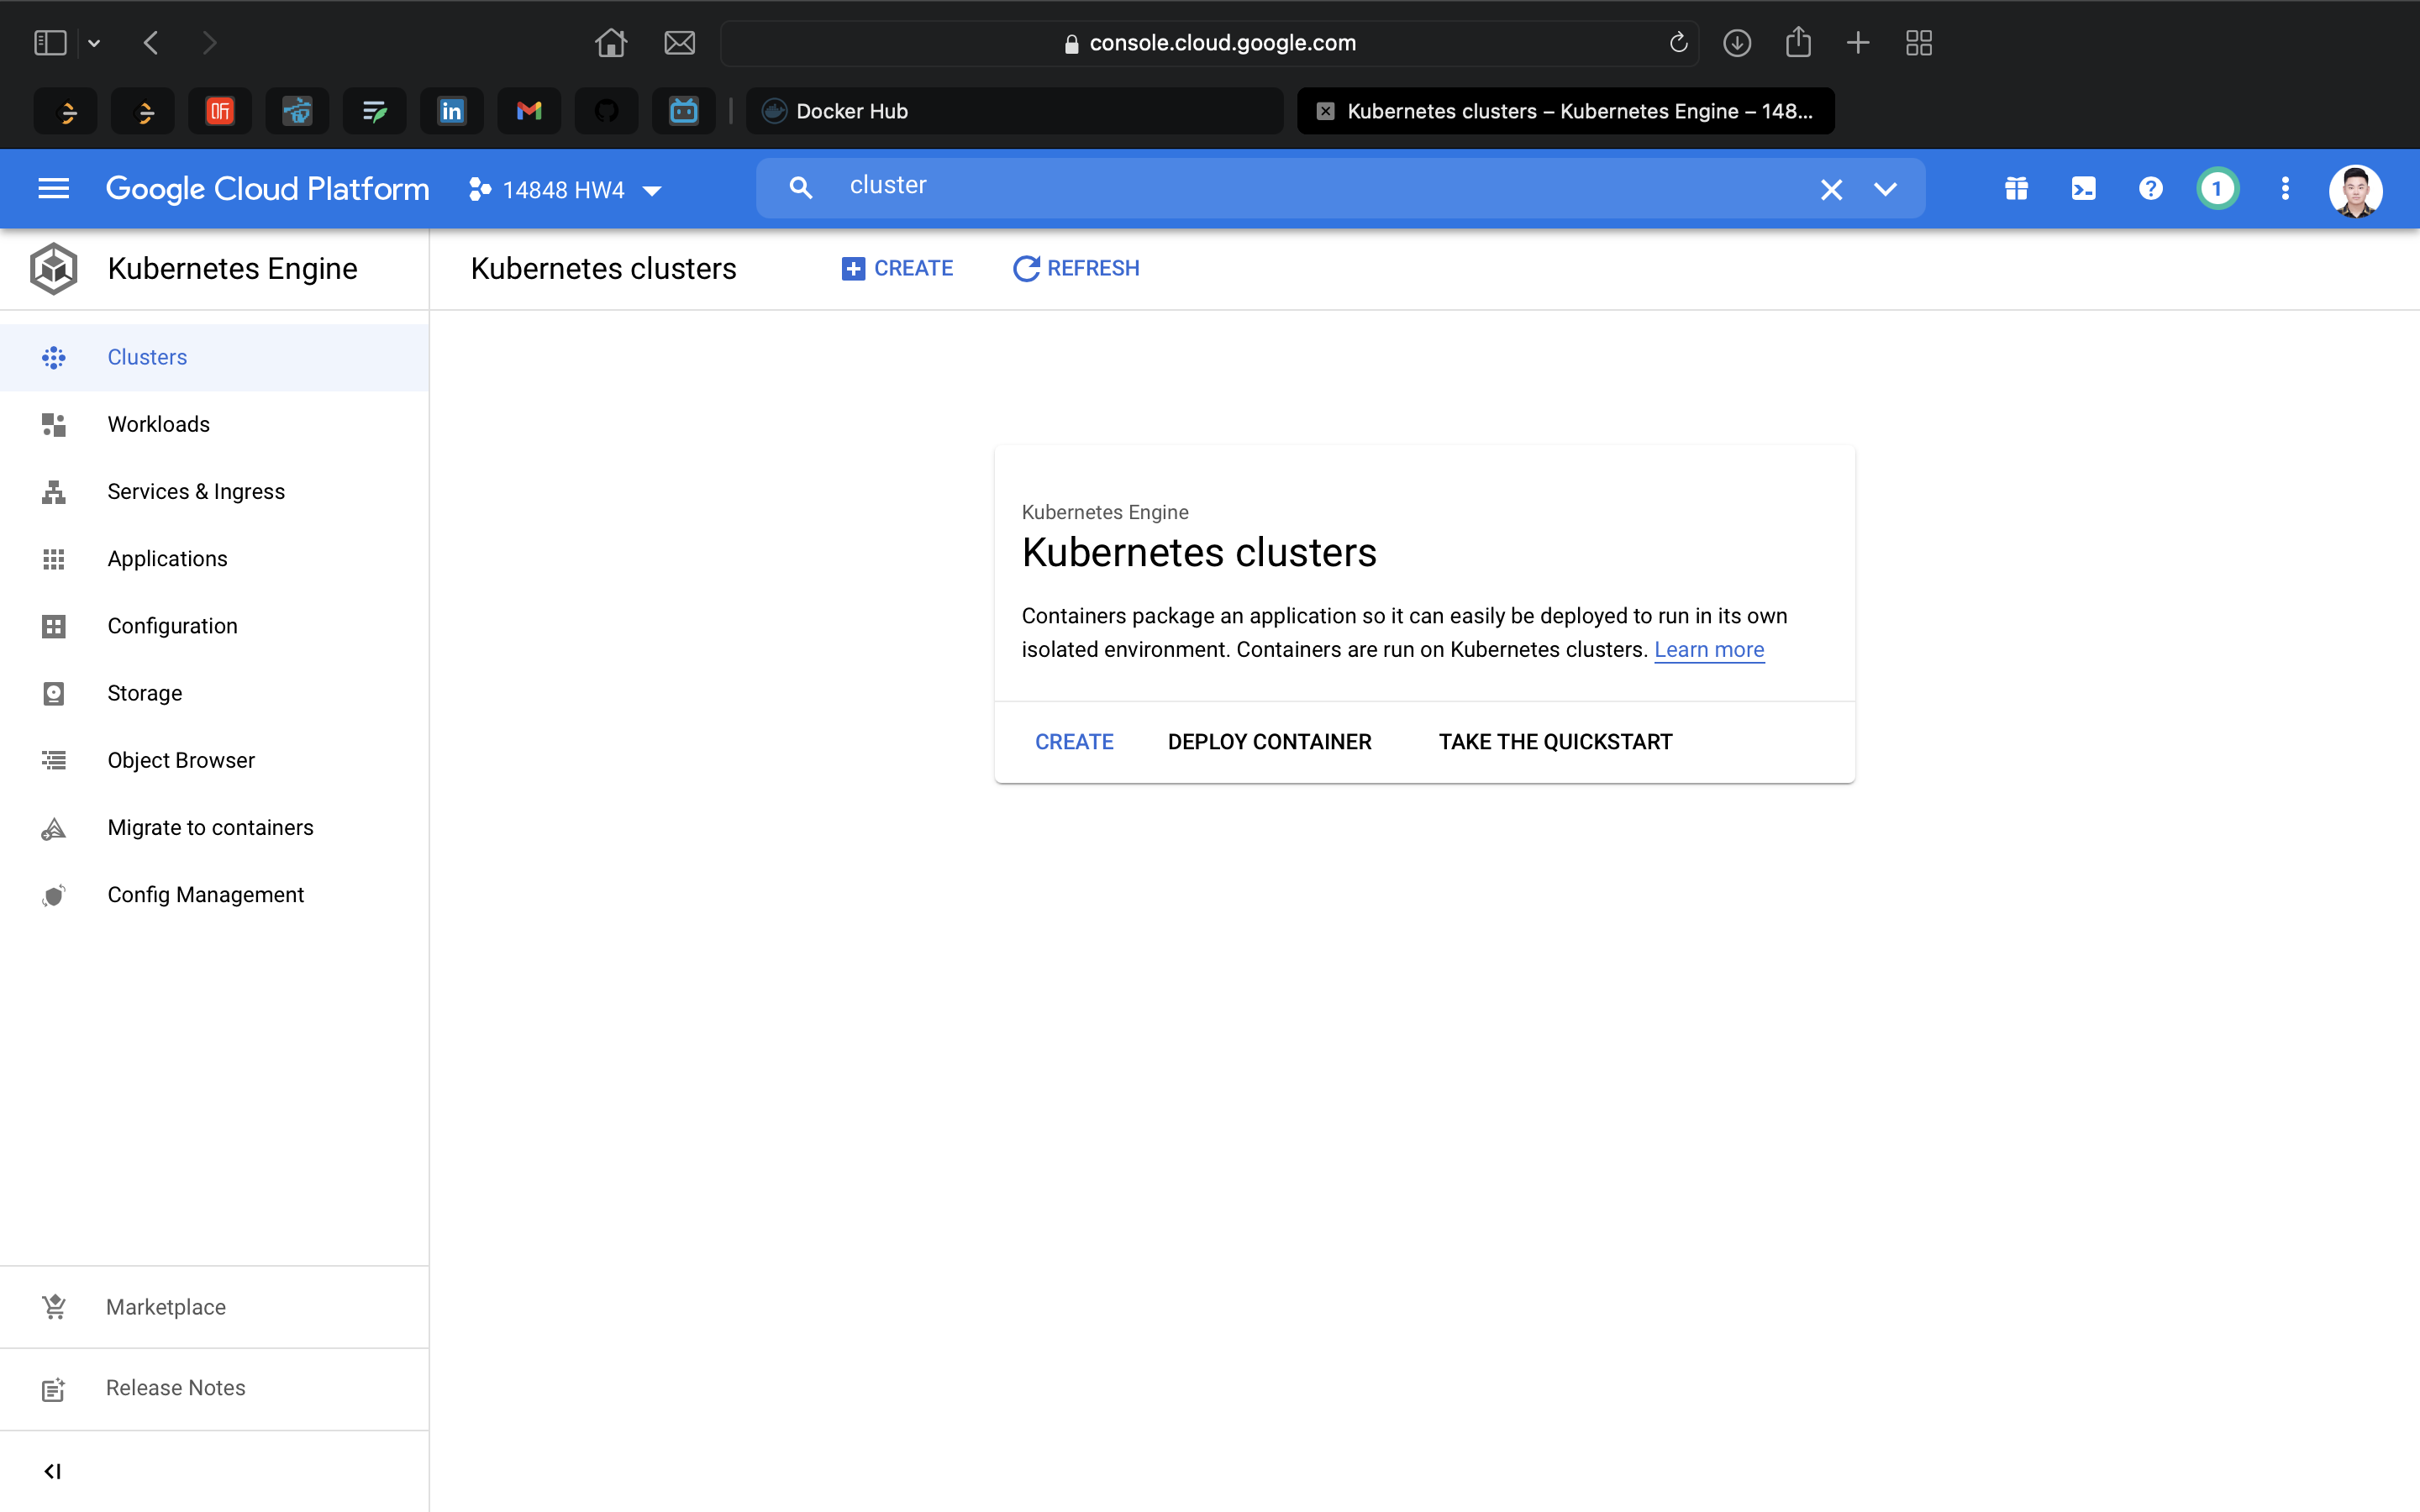 console.cloud.google.com
听
in
Docker Hub
Kubernetes clusters – Kubernetes Engine – 148...
Google Cloud Platform
14848 HW4
cluster
1
Kubernetes Engine
Kubernetes clusters
CREATE
REFRESH
Clusters
Workloads
Services & Ingress
Applications
Configuration
Storage
Object Browser
Migrate to containers
Config Management
Kubernetes Engine
Kubernetes clusters
Containers package an application so it can easily be deployed to run in its own
isolated environment. Containers are run on Kubernetes clusters. Learn more
CREATE
DEPLOY CONTAINER
TAKE THE QUICKSTART
Marketplace
Release Notes